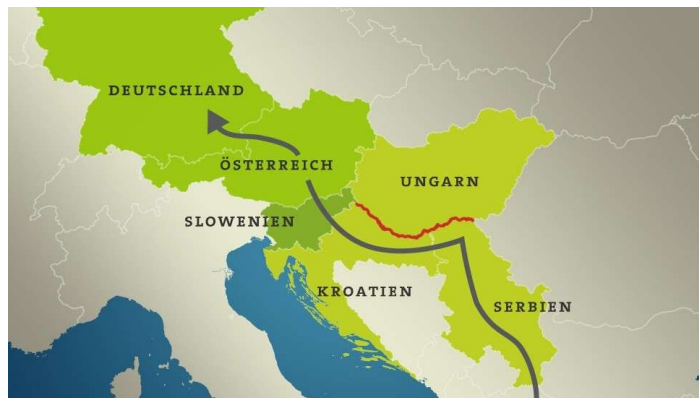 DEUTSCHLAND
ÖSTERREICH
UNGARN
SLOWENIEN
KROATIEN
SERBIEN